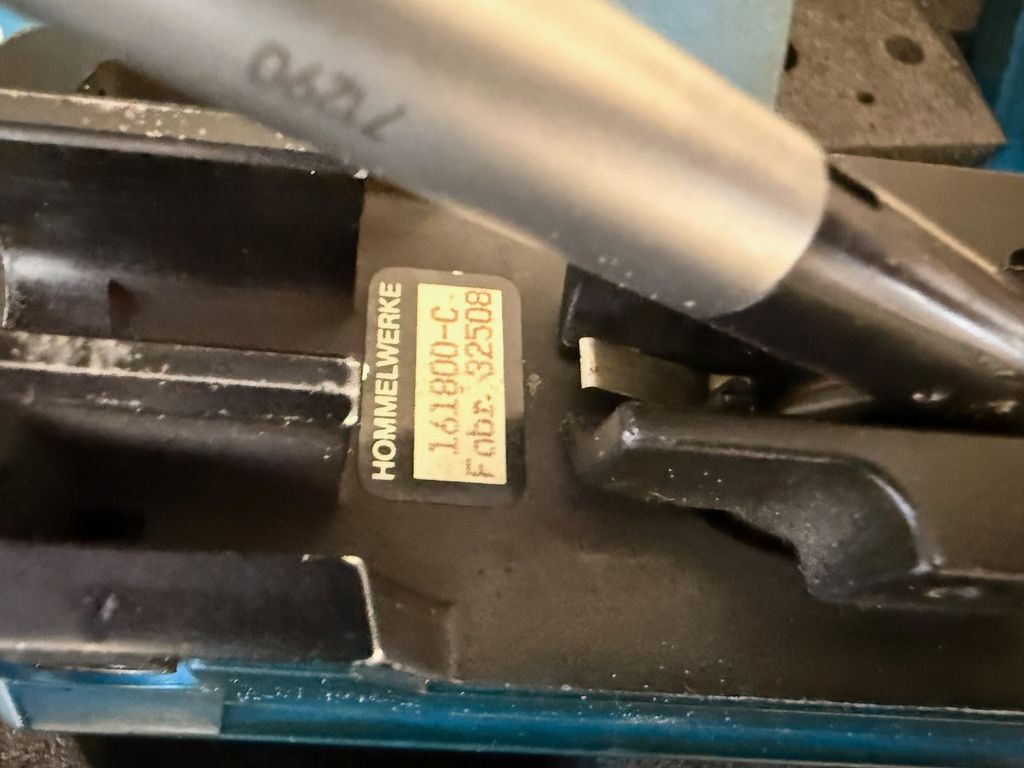 HOMMELWERKE
161800-C
Fabr. 32508